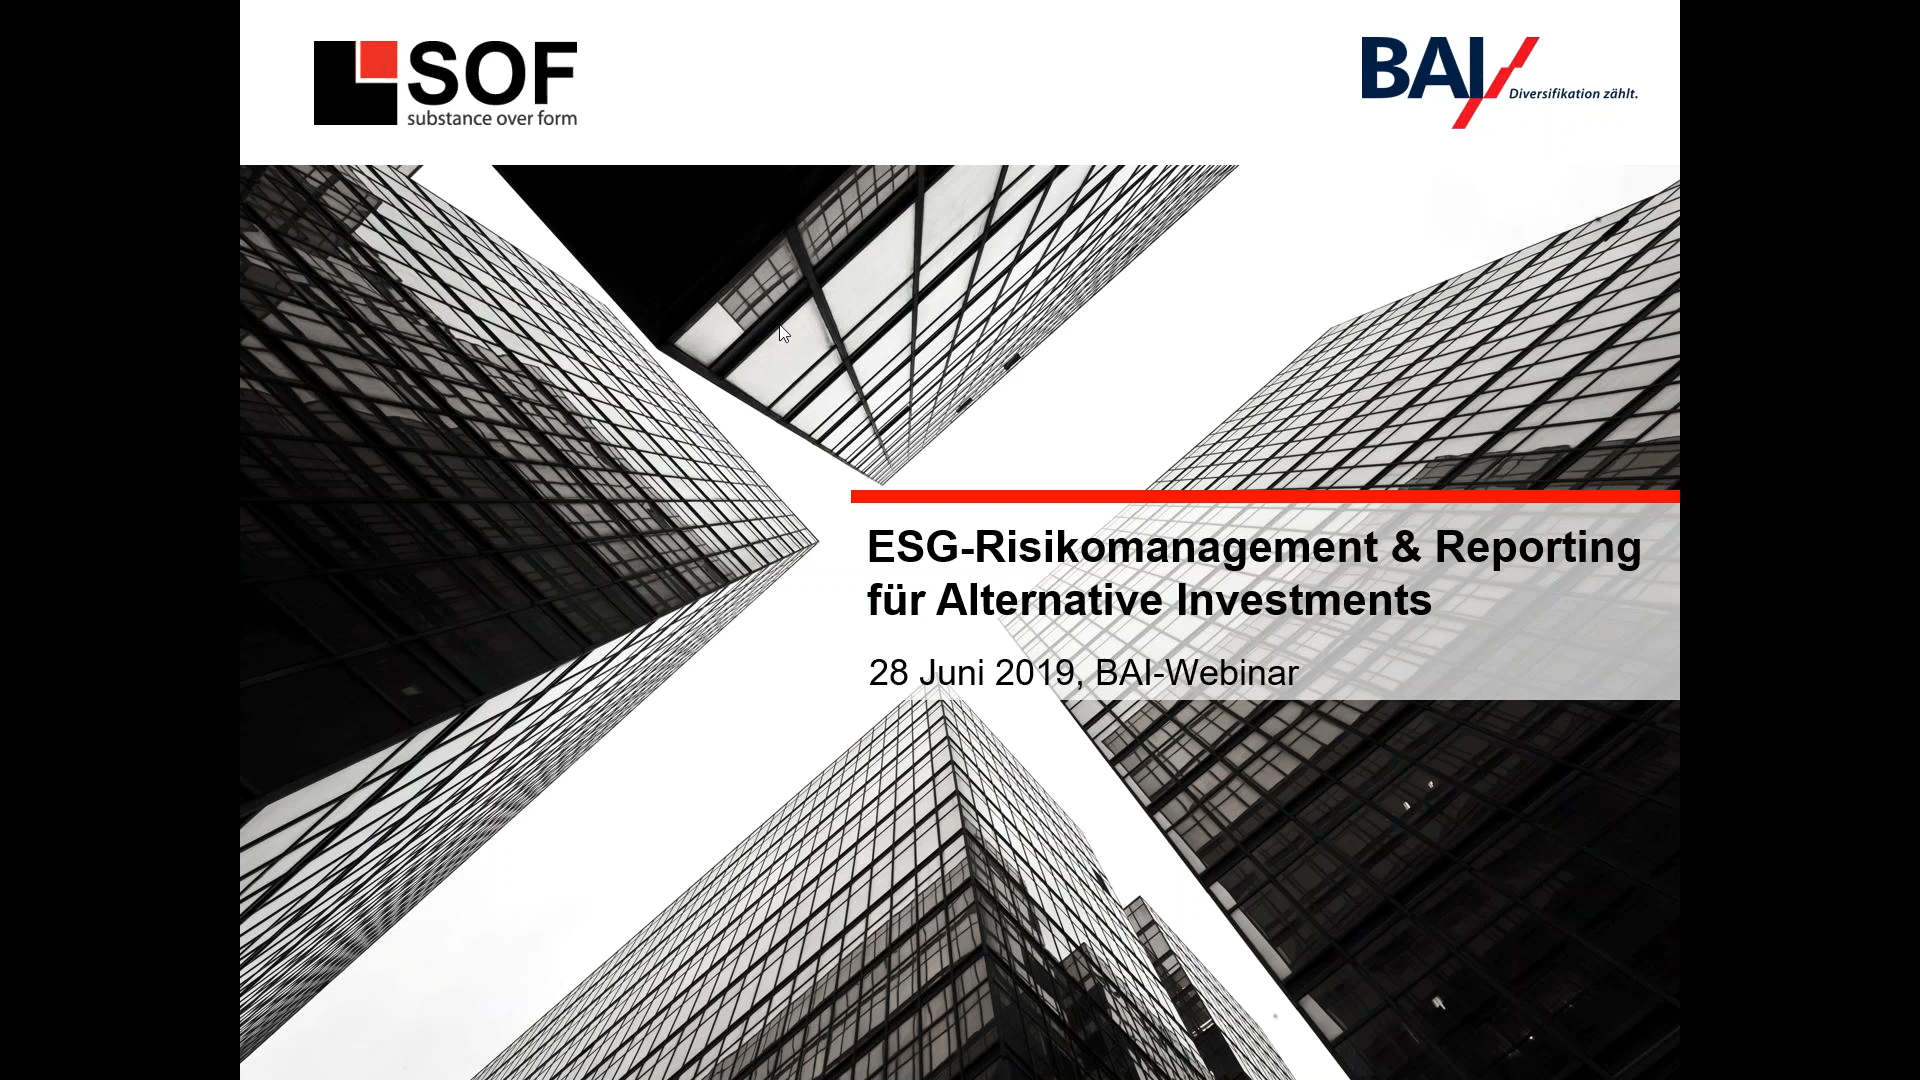 SOF
substance over form
BAI
Diversifikation zählt.
ESG-Risikomanagement & Reporting
für Alternative Investments
28 Juni 2019, BAI-Webinar